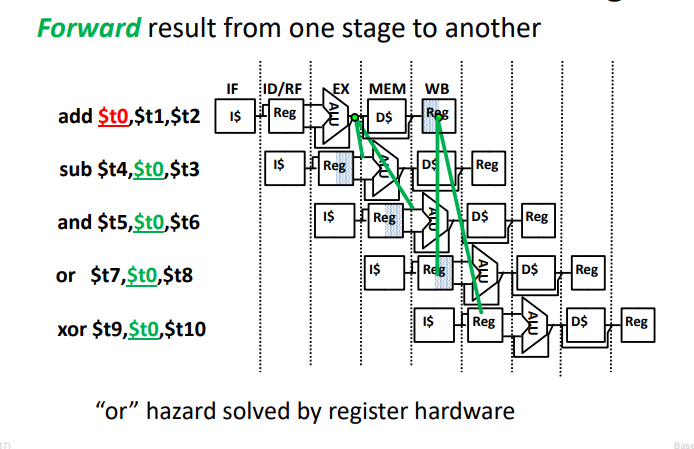 Forward result from one stage to another
IF ID/RF EX MEM WB
add $t0,$t1,$t2 I$ Reg ALU D$ Reg
sub $t4,$t0,$t3 I$ Reg ALU D$ Reg
and $t5,$t0,$t6 I$ Reg ALU D$ Reg
or $t7,$t0,$t8 I$ Reg ALU D$ Reg
xor $t9,$t0,$t10 I$ Reg ALU D$ Reg
“or” hazard solved by register hardware
37) Base